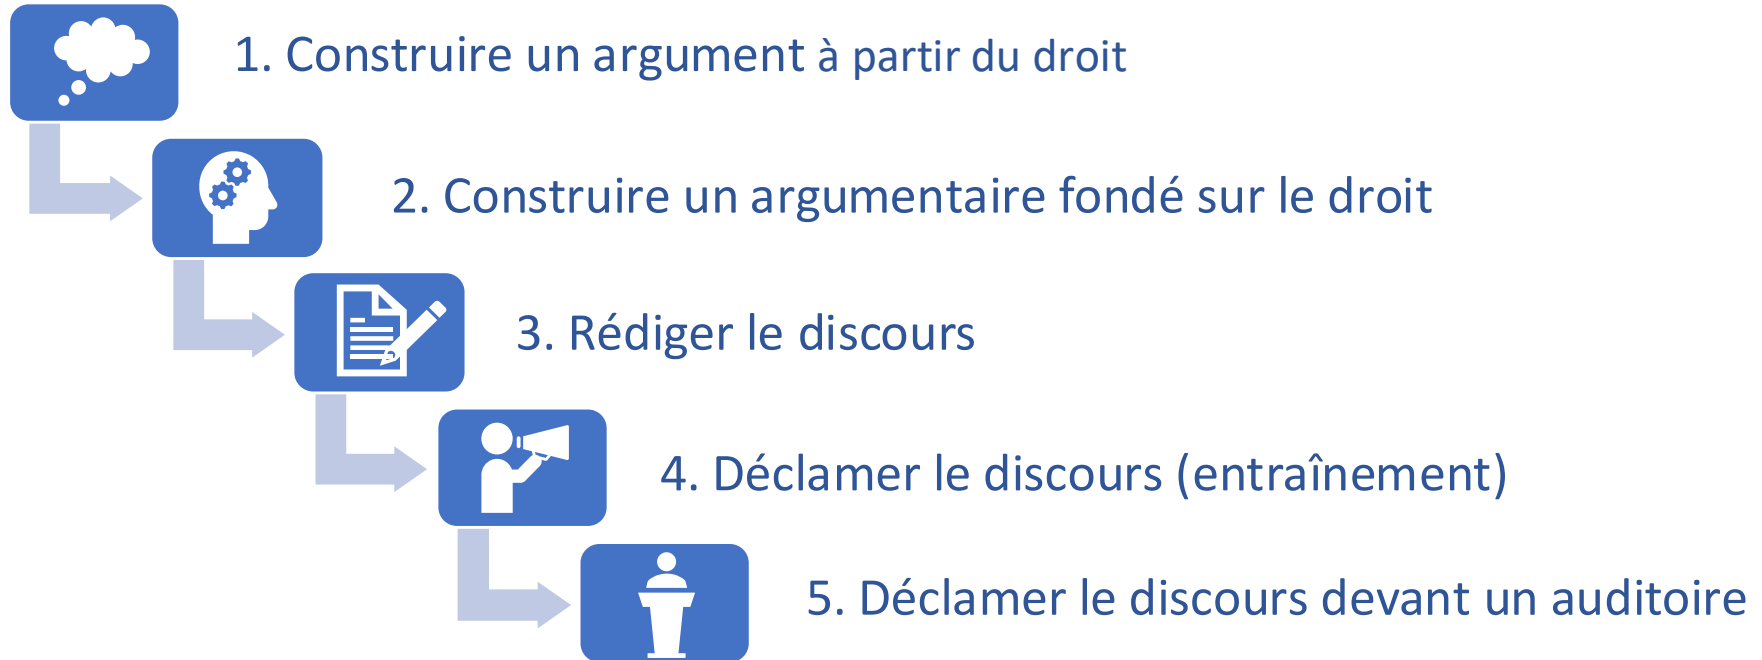 1. Construire un argument à partir du droit
2. Construire un argumentaire fondé sur le droit
3. Rédiger le discours
4. Déclamer le discours (entraînement)
5. Déclamer le discours devant un auditoire